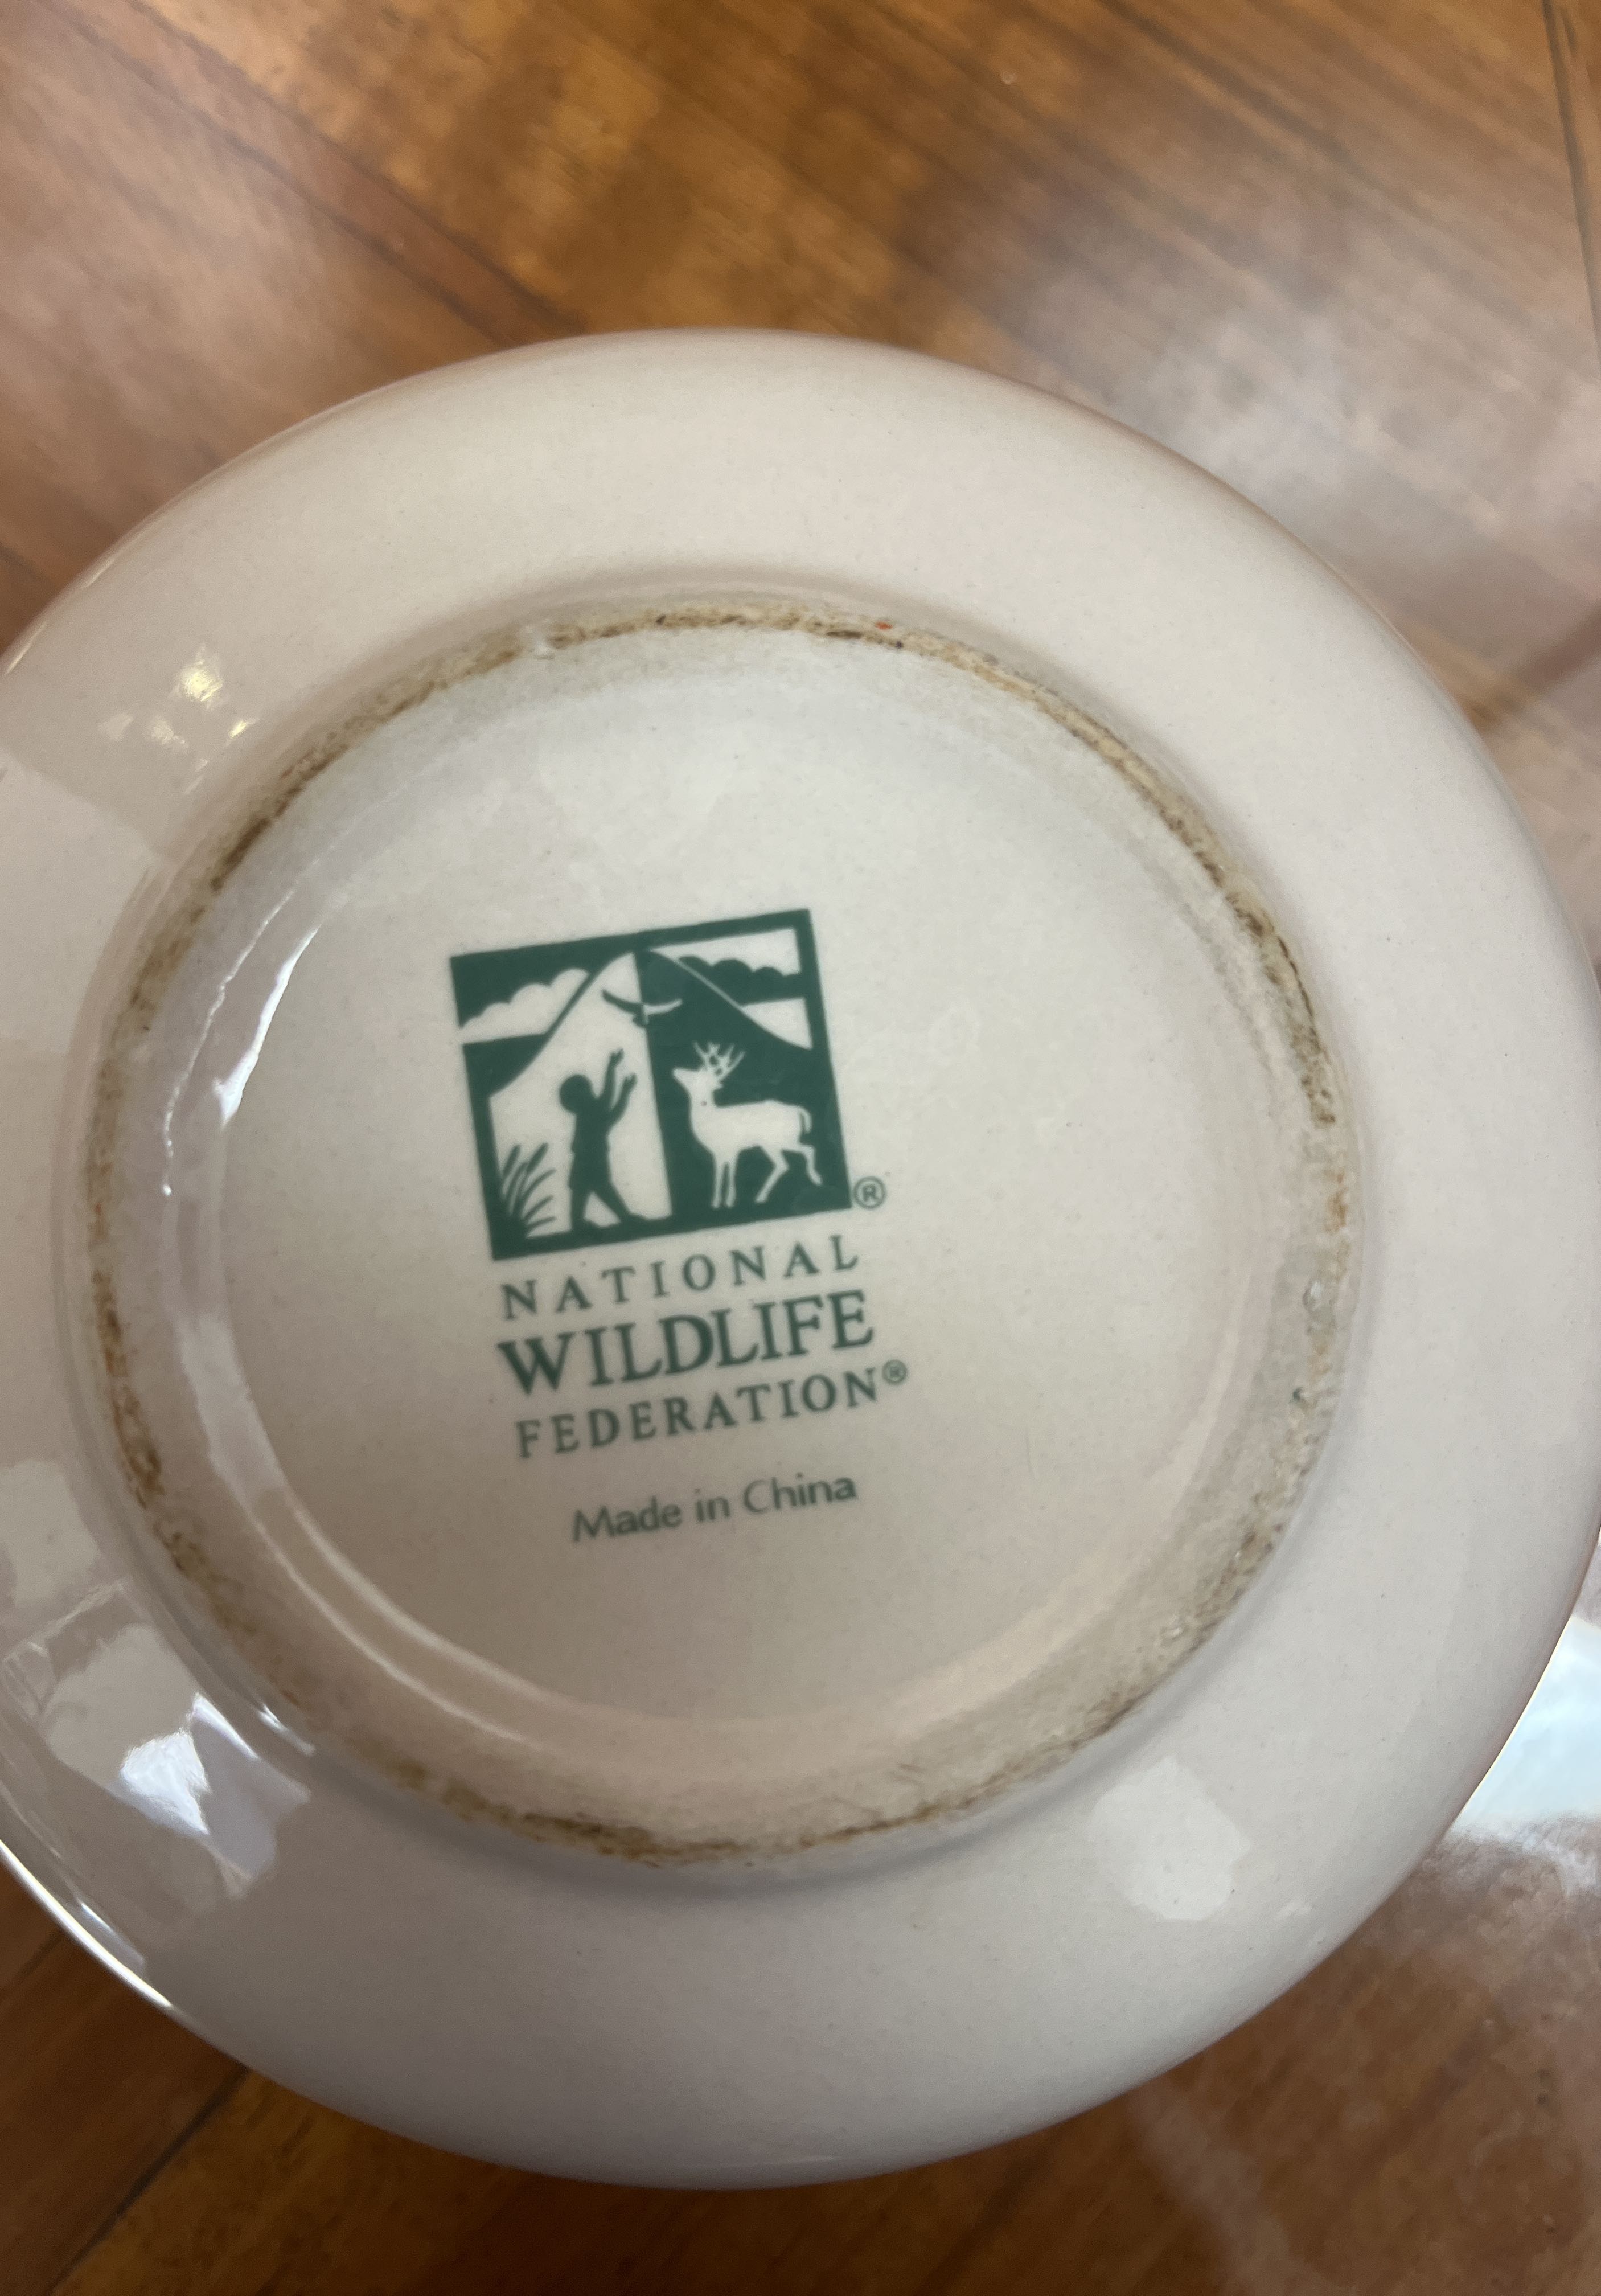 ®
NATIONAL
WILDLIFE
FEDERATION®
Made in China